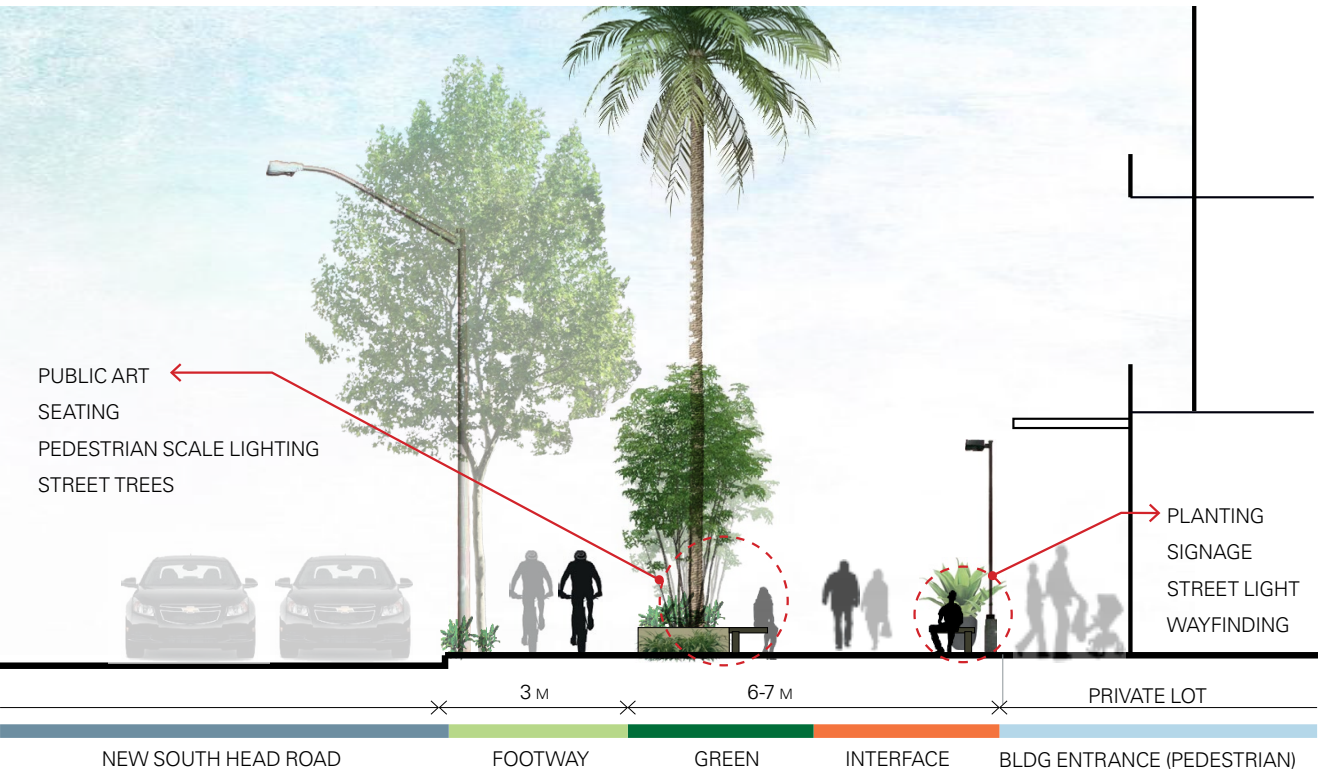 PUBLIC ART
SEATING
PEDESTRIAN SCALE LIGHTING
STREET TREES
PLANTING
SIGNAGE
STREET LIGHT
WAYFINDING
3 M
6-7 M
PRIVATE LOT
NEW SOUTH HEAD ROAD
FOOTWAY
GREEN
INTERFACE
BLDG ENTRANCE (PEDESTRIAN)